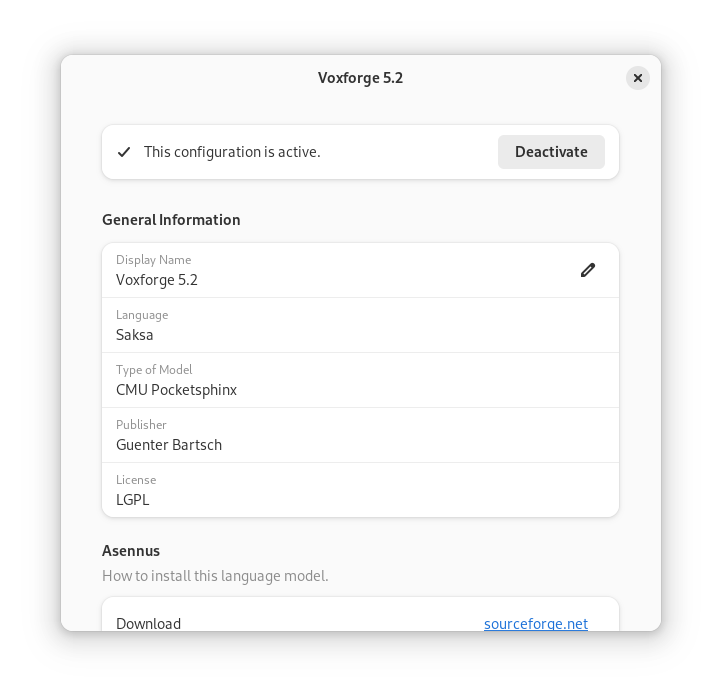 Voxforge 5.2
This configuration is active.
Deactivate
General Information
Display Name
Voxforge 5.2
Language
Saksa
Type of Model
CMU Pocketsphinx
Publisher
Guenter Bartsch
License
LGPL
Asennus
How to install this language model.
Download
sourceforge.net